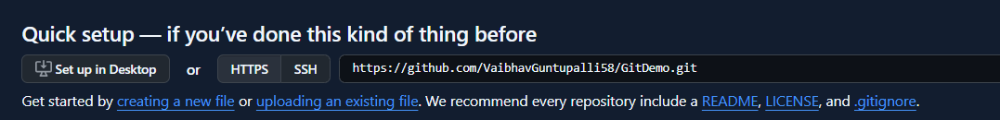 Quick setup — if you've done this kind of thing before
Set up in Desktop or HTTPS SSH https://github.com/VaibhavGuntupalli58/GitDemo.git
Get started by creating a new file or uploading an existing file. We recommend every repository include a README, LICENSE, and .gitignore.